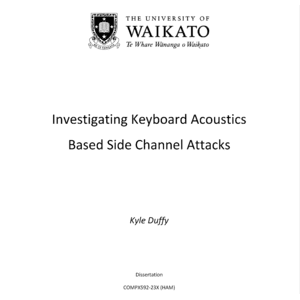 THE UNIVERSITY OF
WAIKATO
Te Whare Wānanga o Waikato
Investigating Keyboard Acoustics
Based Side Channel Attacks
Kyle Duffy
Dissertation
COMPX592-23X (HAM)